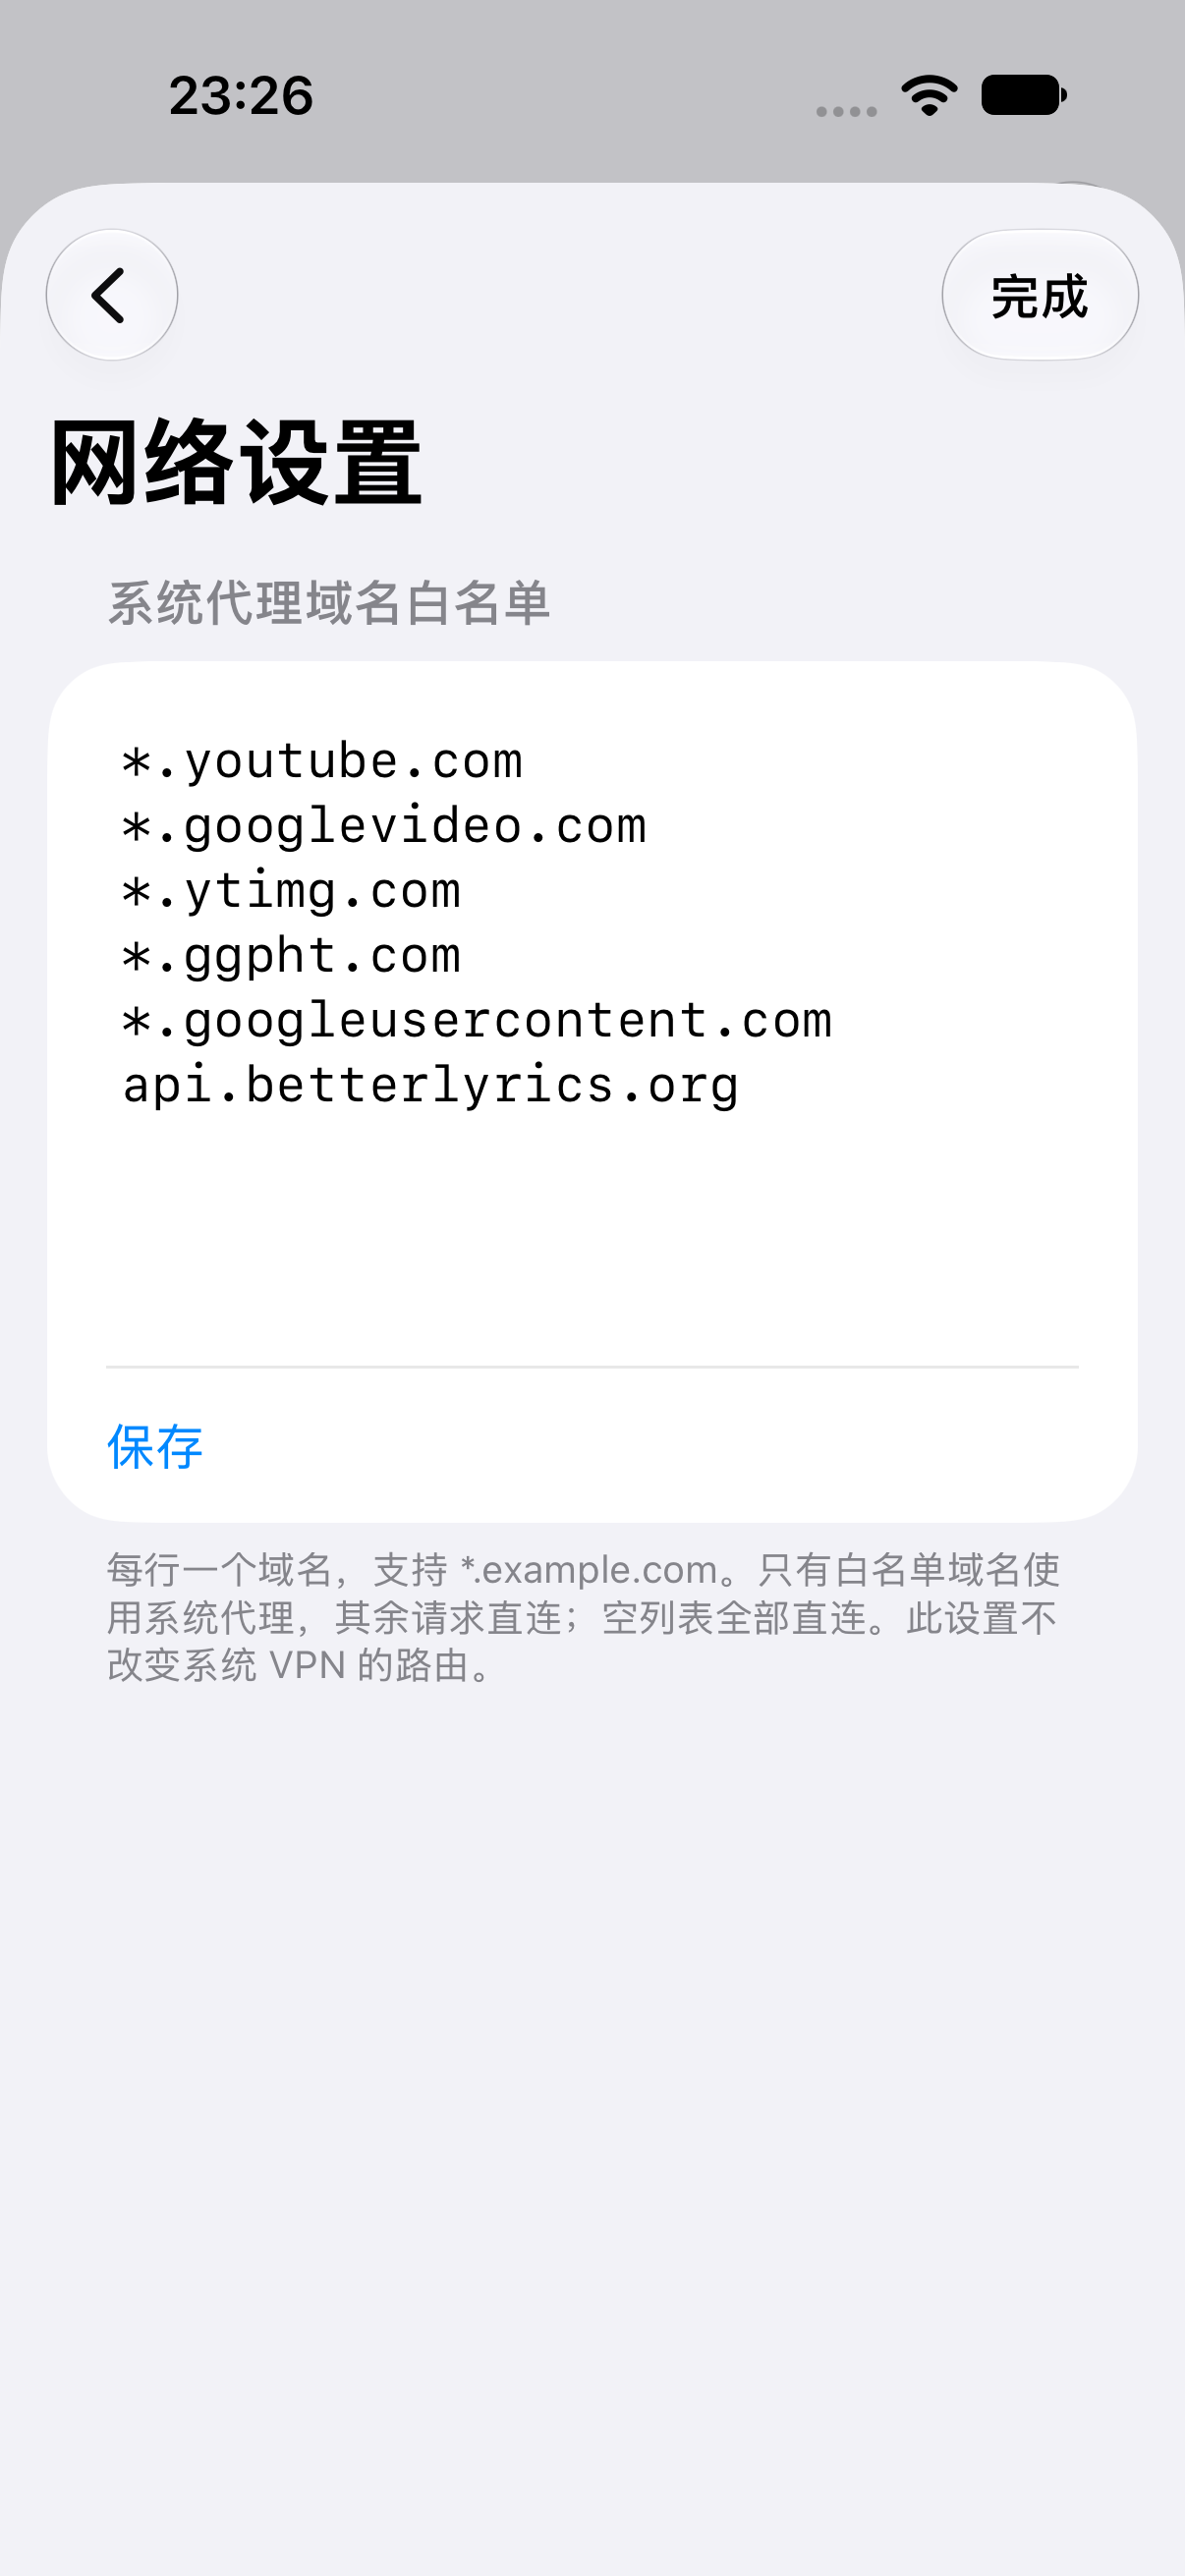 23:26
完成
网络设置
系统代理域名白名单
*.youtube.com
*.googlevideo.com
*.ytimg.com
*.ggpht.com
*.googleusercontent.com
api.betterlyrics.org
保存
每行一个域名，支持 *.example.com。只有白名单域名使
用系统代理，其余请求直连；空列表全部直连。此设置不
改变系统 VPN 的路由。